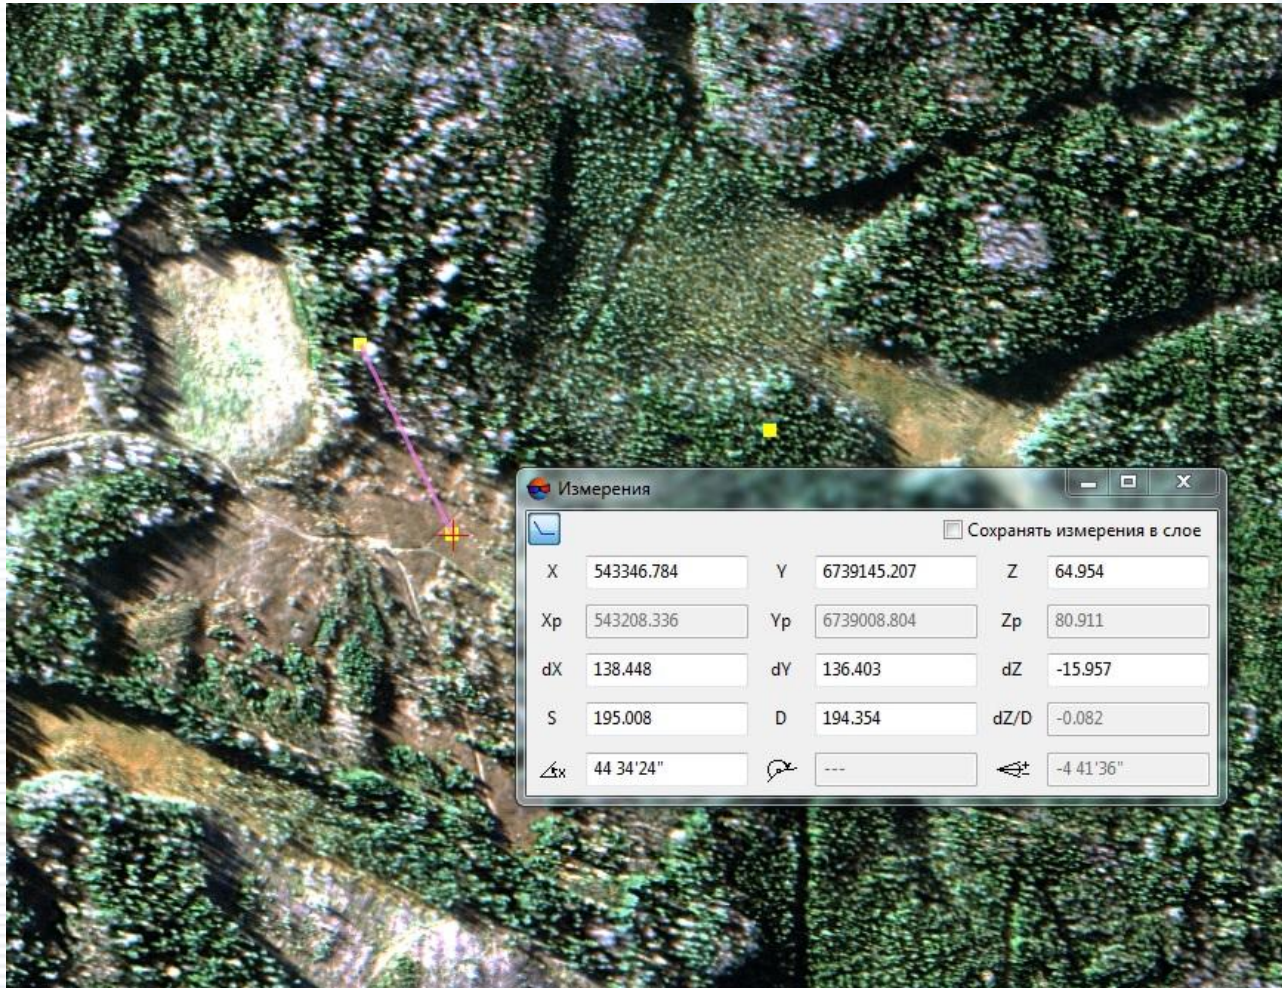 Измерения
Сохранять измерения в слое
X 543346.784 Y 6739145.207 Z 64.954
Xp 543208.336 Yp 6739008.804 Zp 80.911
dX 138.448 dY 136.403 dZ -15.957
S 195.008 D 194.354 dZ/D -0.082
x 44 34'24" --- ± -4 41'36"